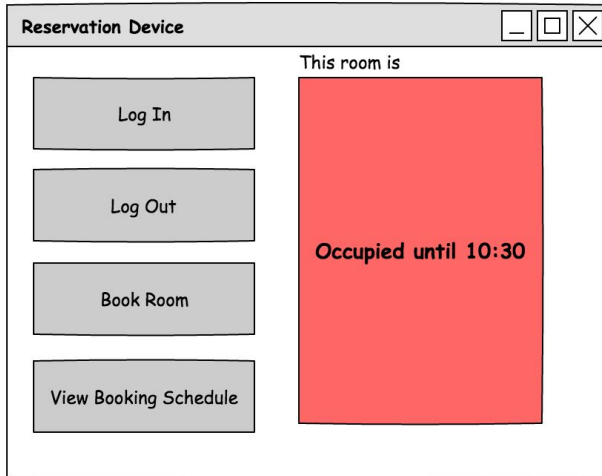 Reservation Device
This room is
Log In
Log Out
Book Room
View Booking Schedule
Occupied until 10:30